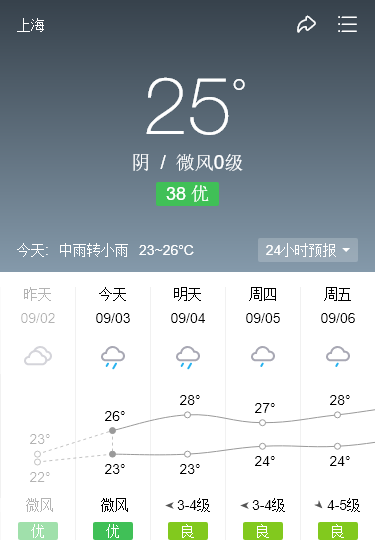 上海
25°
阴 / 微风0级
38 优
今天: 中雨转小雨 23~26°C 24小时预报
昨天 今天 明天 周四 周五
09/02 09/03 09/04 09/05 09/06
28° 27° 28°
26°
23°
22° 23° 23° 24° 24°
微风 微风 3-4级 3-4级 4-5级
优 优 良 良 良